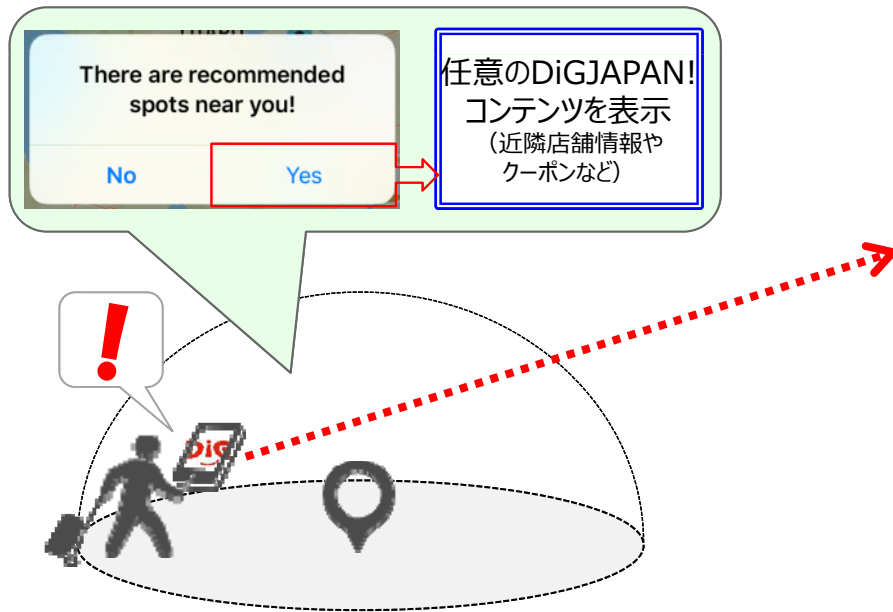 There are recommended
spots near you!
No
Yes
任意のDiGJAPAN!
コンテンツを表示
（近隣店舗情報や
クーポンなど）
!
DiG